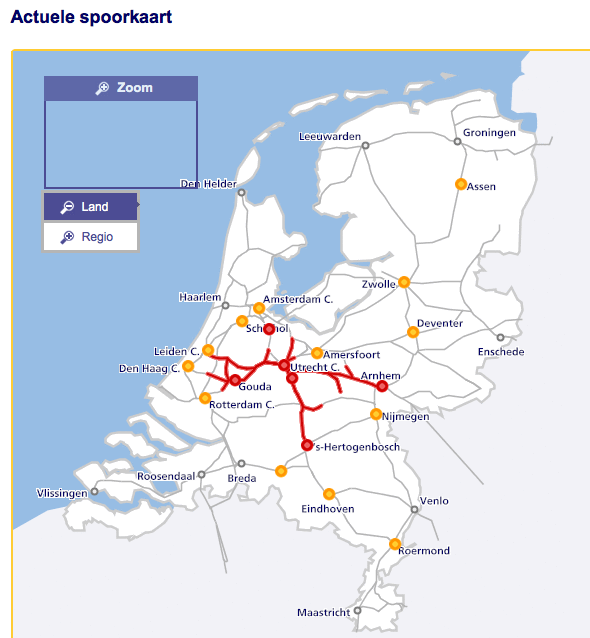 Actuele spoorkaart
Zoom
Land
Regio
Leeuwarden
Groningen
Assen
Den Helder
Zwolle
Haarlem
Amsterdam C.
Schiphol
Deventer
Enschede
Leiden C.
Amersfoort
Den Haag C.
Utrecht C.
Arnhem
Gouda
Rotterdam C.
Nijmegen
's-Hertogenbosch
Roosendaal
Breda
Vlissingen
Eindhoven
Venlo
Roermond
Maastricht